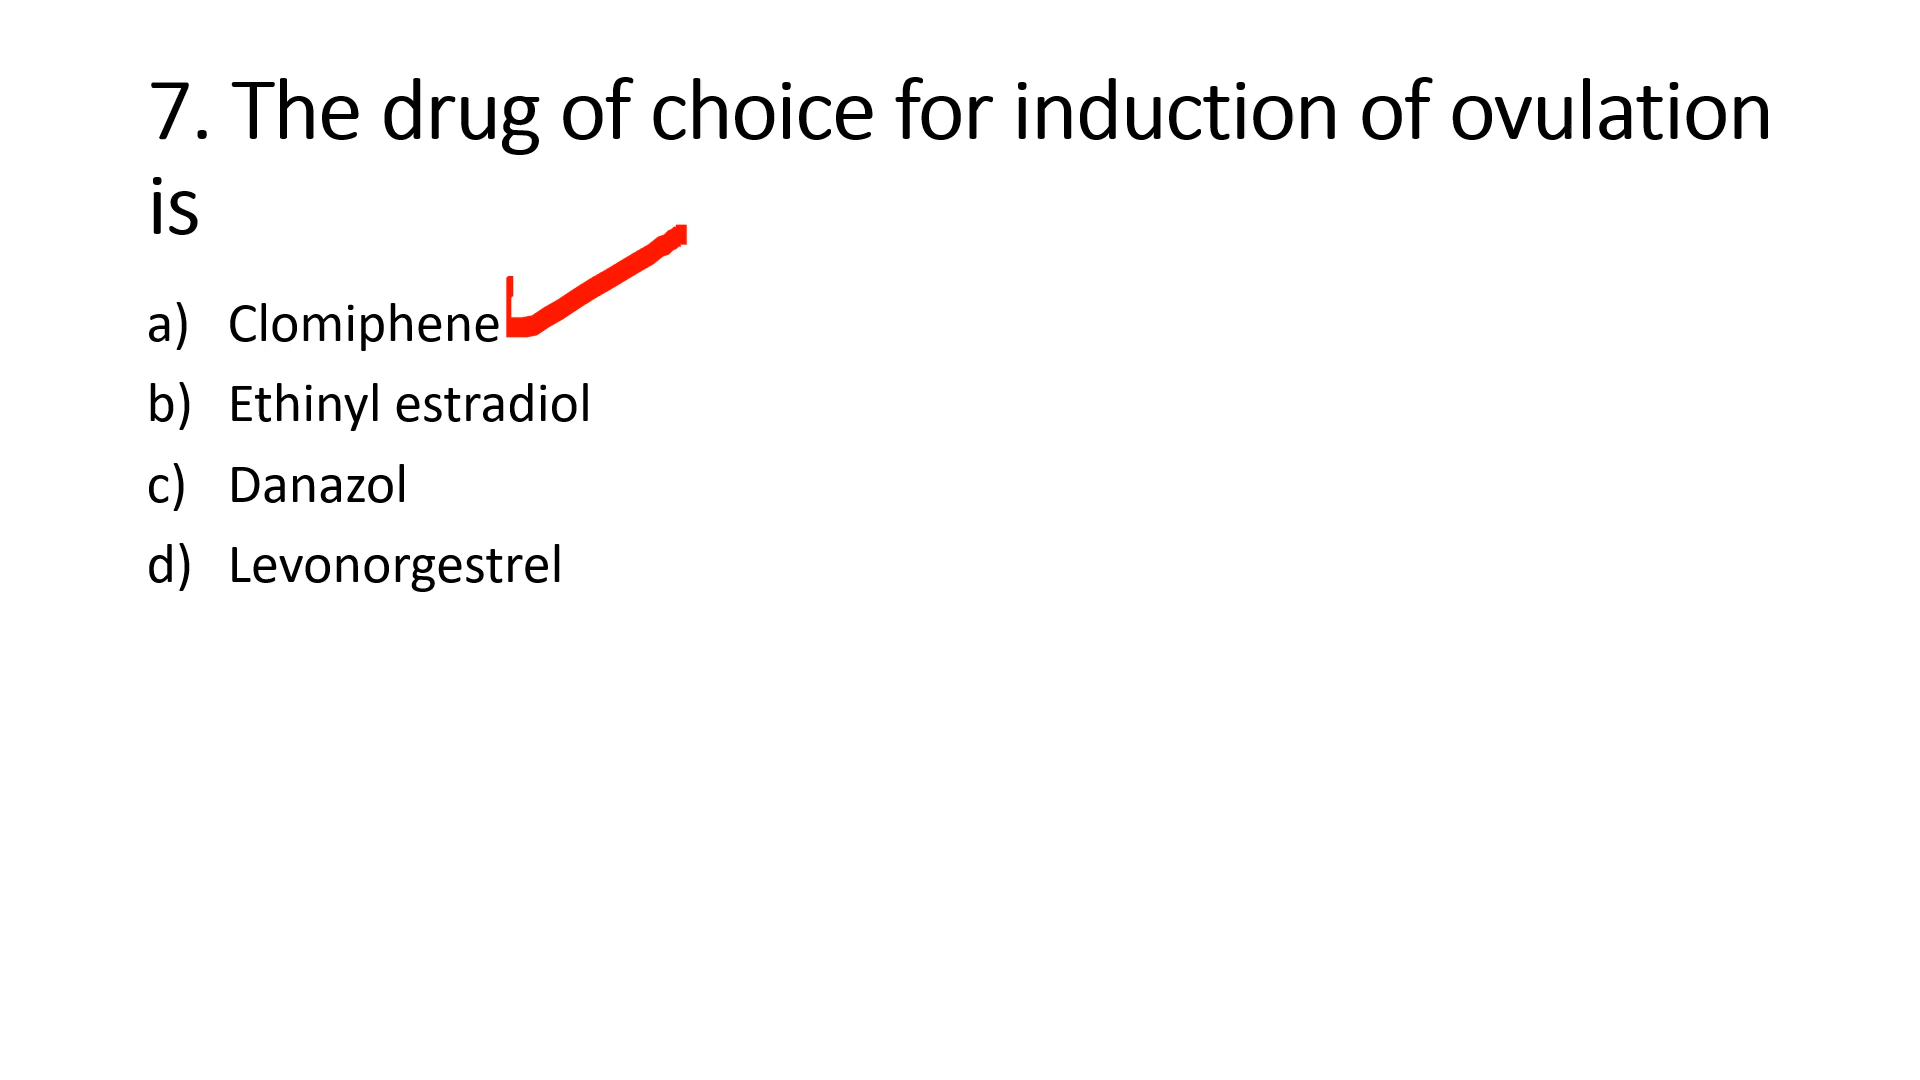 7. The drug of choice for induction of ovulation
is
a) Clomiphene
b) Ethinyl estradiol
c) Danazol
d) Levonorgestrel